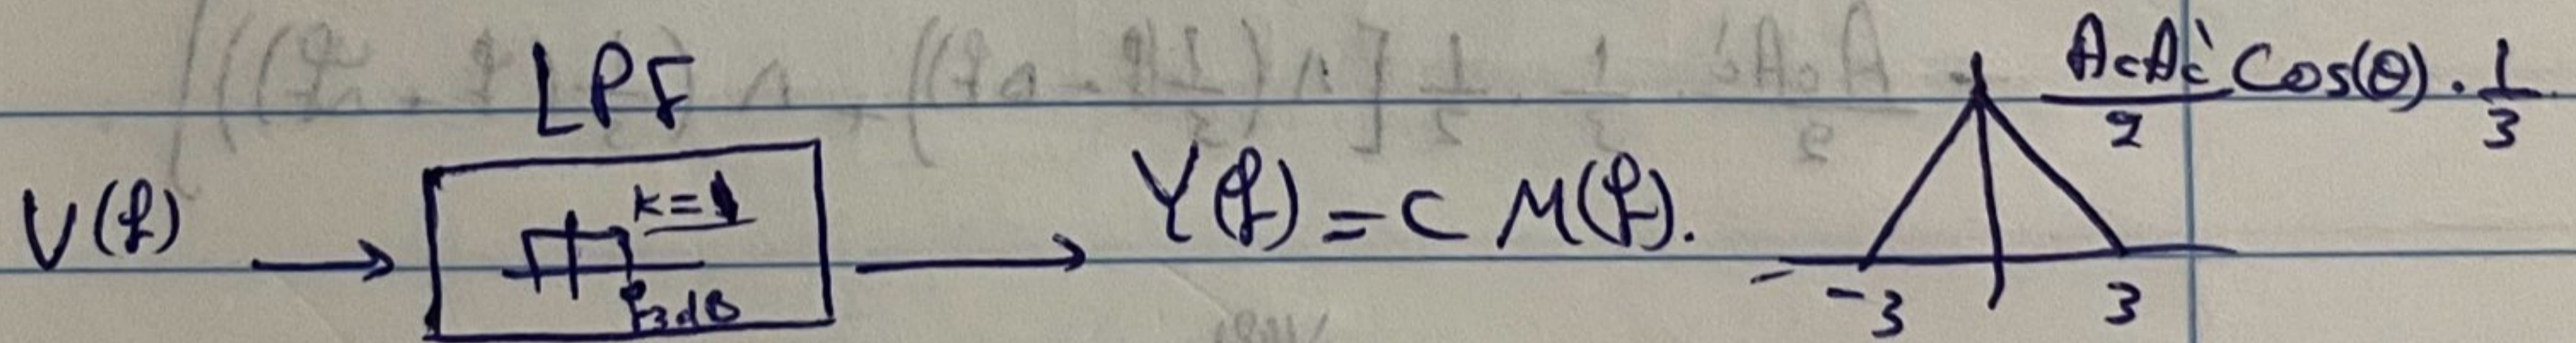 LPF
AcAc' / 2 Cos(θ) . 1/3
V(f) → k=1 f3dB → Y(f) = C M(f).
-3 3